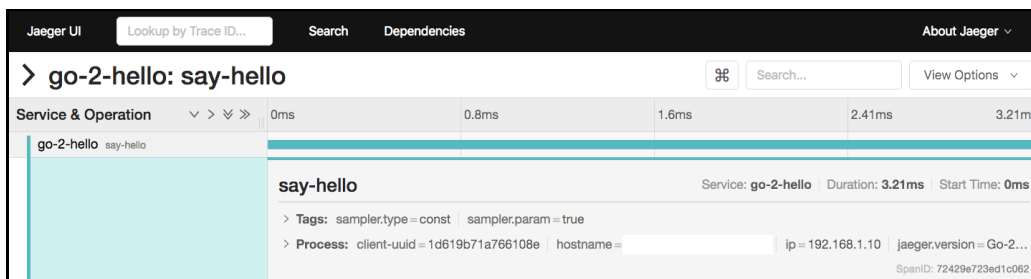 Jaeger UI Lookup by Trace ID... Search Dependencies About Jaeger
go-2-hello: say-hello ⌘ Search... View Options
Service & Operation 0ms 0.8ms 1.6ms 2.41ms 3.21m
go-2-hello say-hello
say-hello Service: go-2-hello Duration: 3.21ms Start Time: 0ms
Tags: sampler.type = const sampler.param = true
Process: client-uuid = 1d619b71a766108e hostname = ip = 192.168.1.10 jaeger.version = Go-2...
SpanID: 72429e723ed1c062